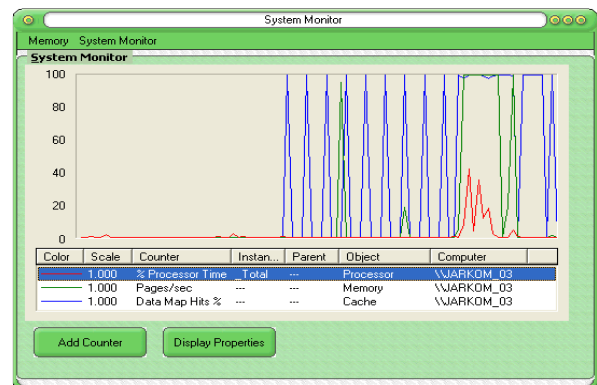 System Monitor
Memory System Monitor
System Monitor
100
80
60
40
20
0
Color Scale Counter Instan... Parent Object Computer
1.000 % Processor Time _Total --- Processor \\JARKOM_03
1.000 Pages/sec --- --- Memory \\JARKOM_03
1.000 Data Map Hits % --- --- Cache \\JARKOM_03
Add Counter Display Properties